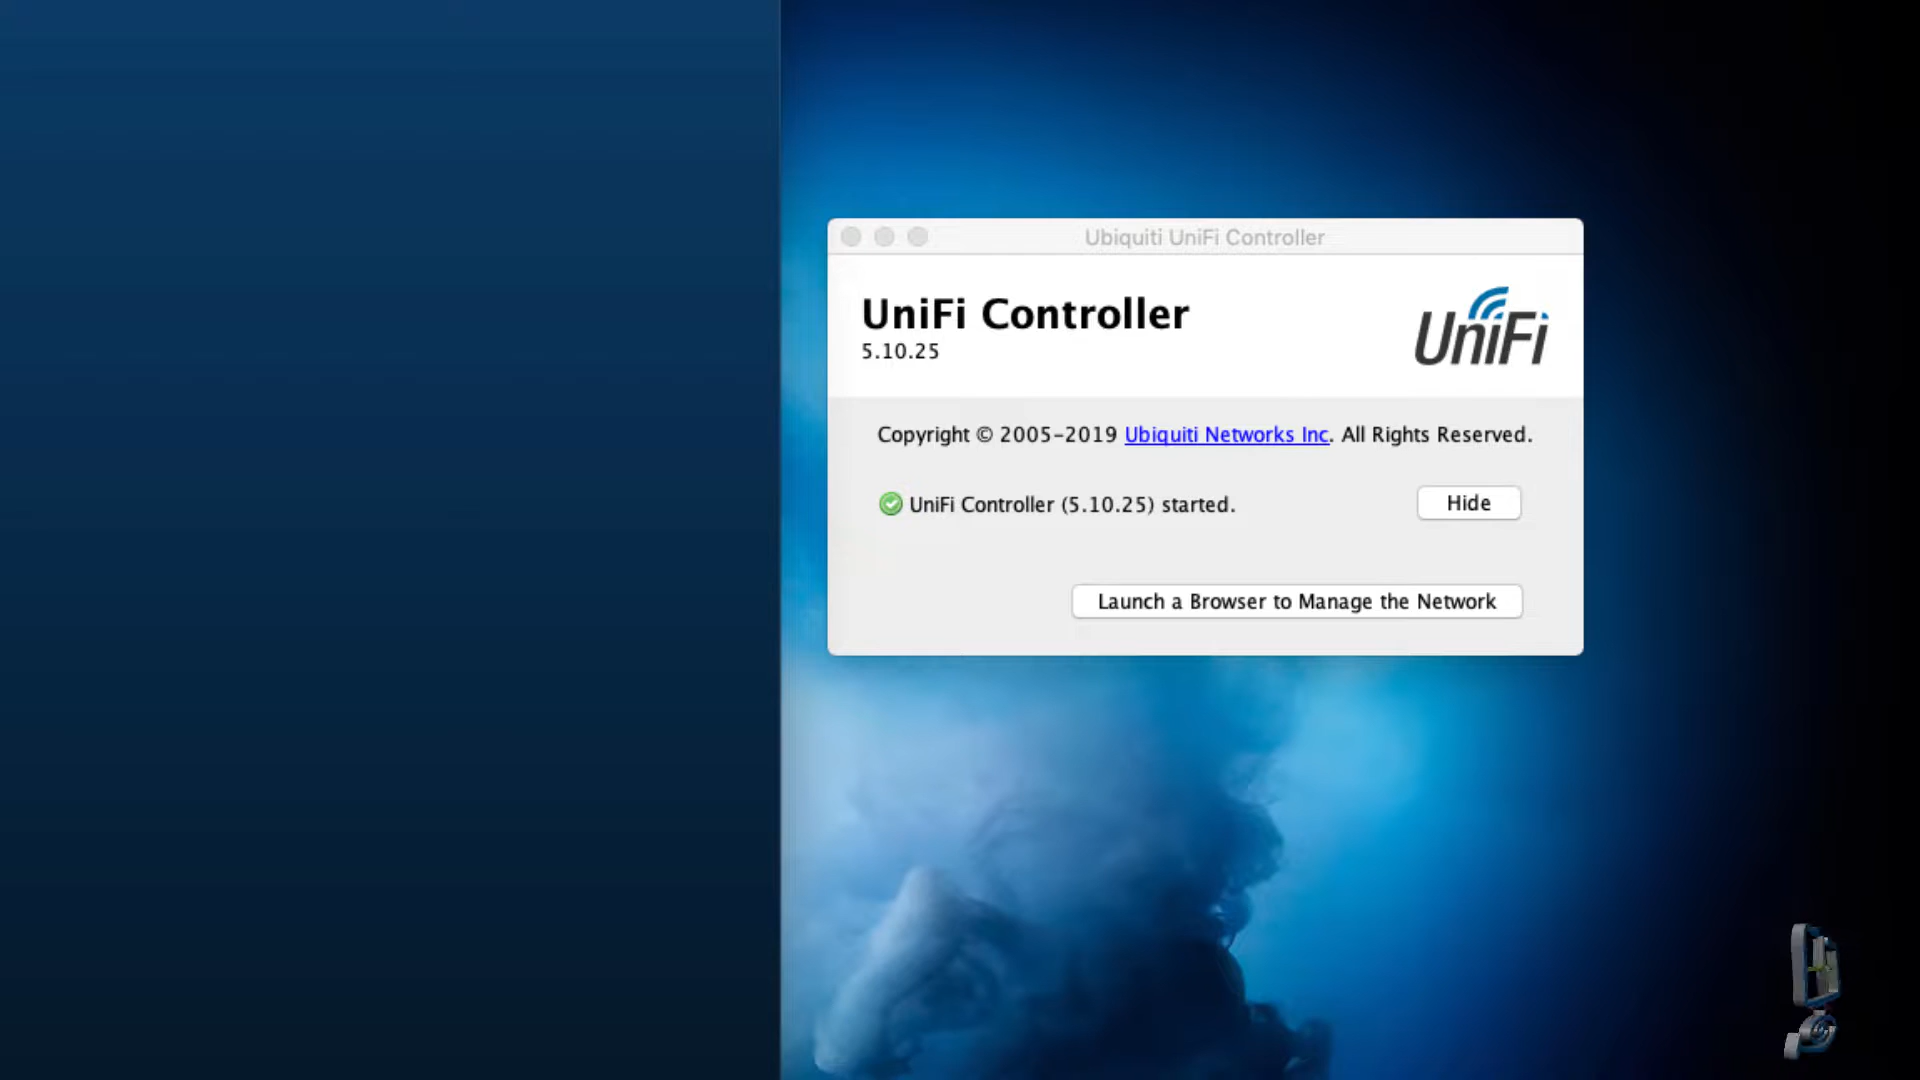 Ubiquiti UniFi Controller
UniFi Controller
5.10.25
UniFi
Copyright © 2005-2019 Ubiquiti Networks Inc. All Rights Reserved.
UniFi Controller (5.10.25) started.
Hide
Launch a Browser to Manage the Network